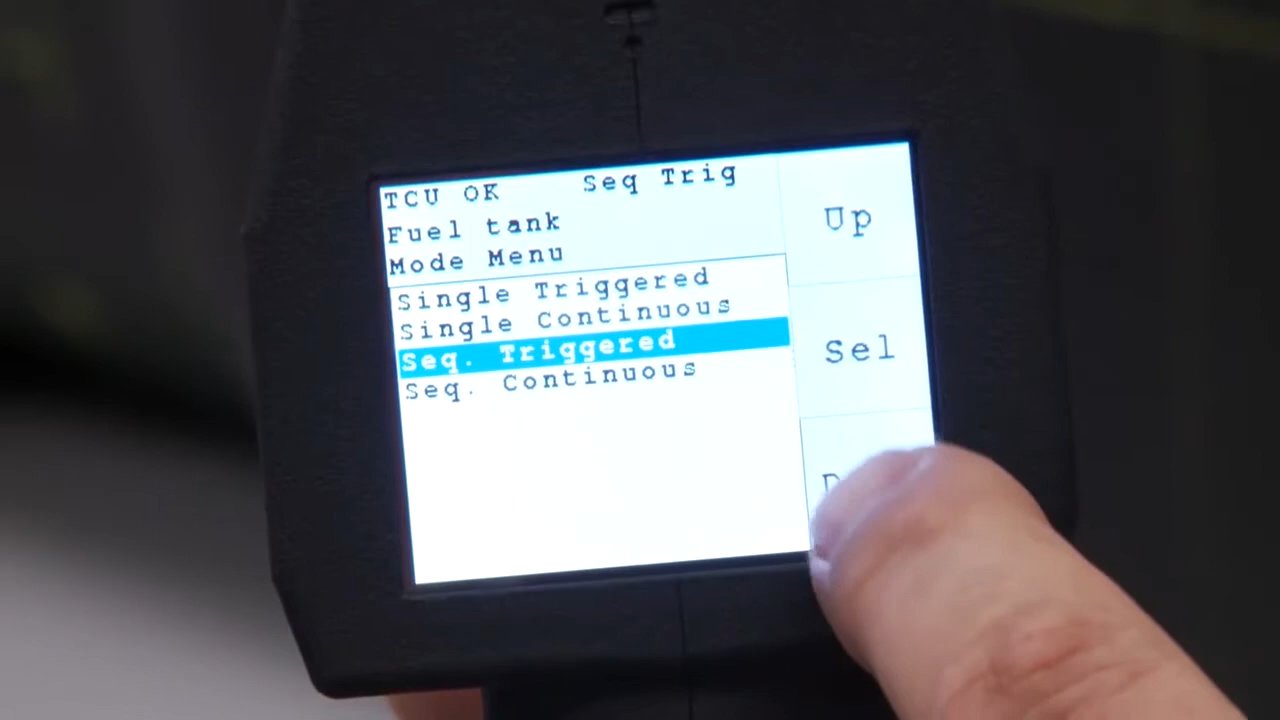 TCU OK Seq Trig
Fuel tank
Mode Menu
Single Triggered
Single Continuous
Seq. Triggered
Seq. Continuous
Up
Sel